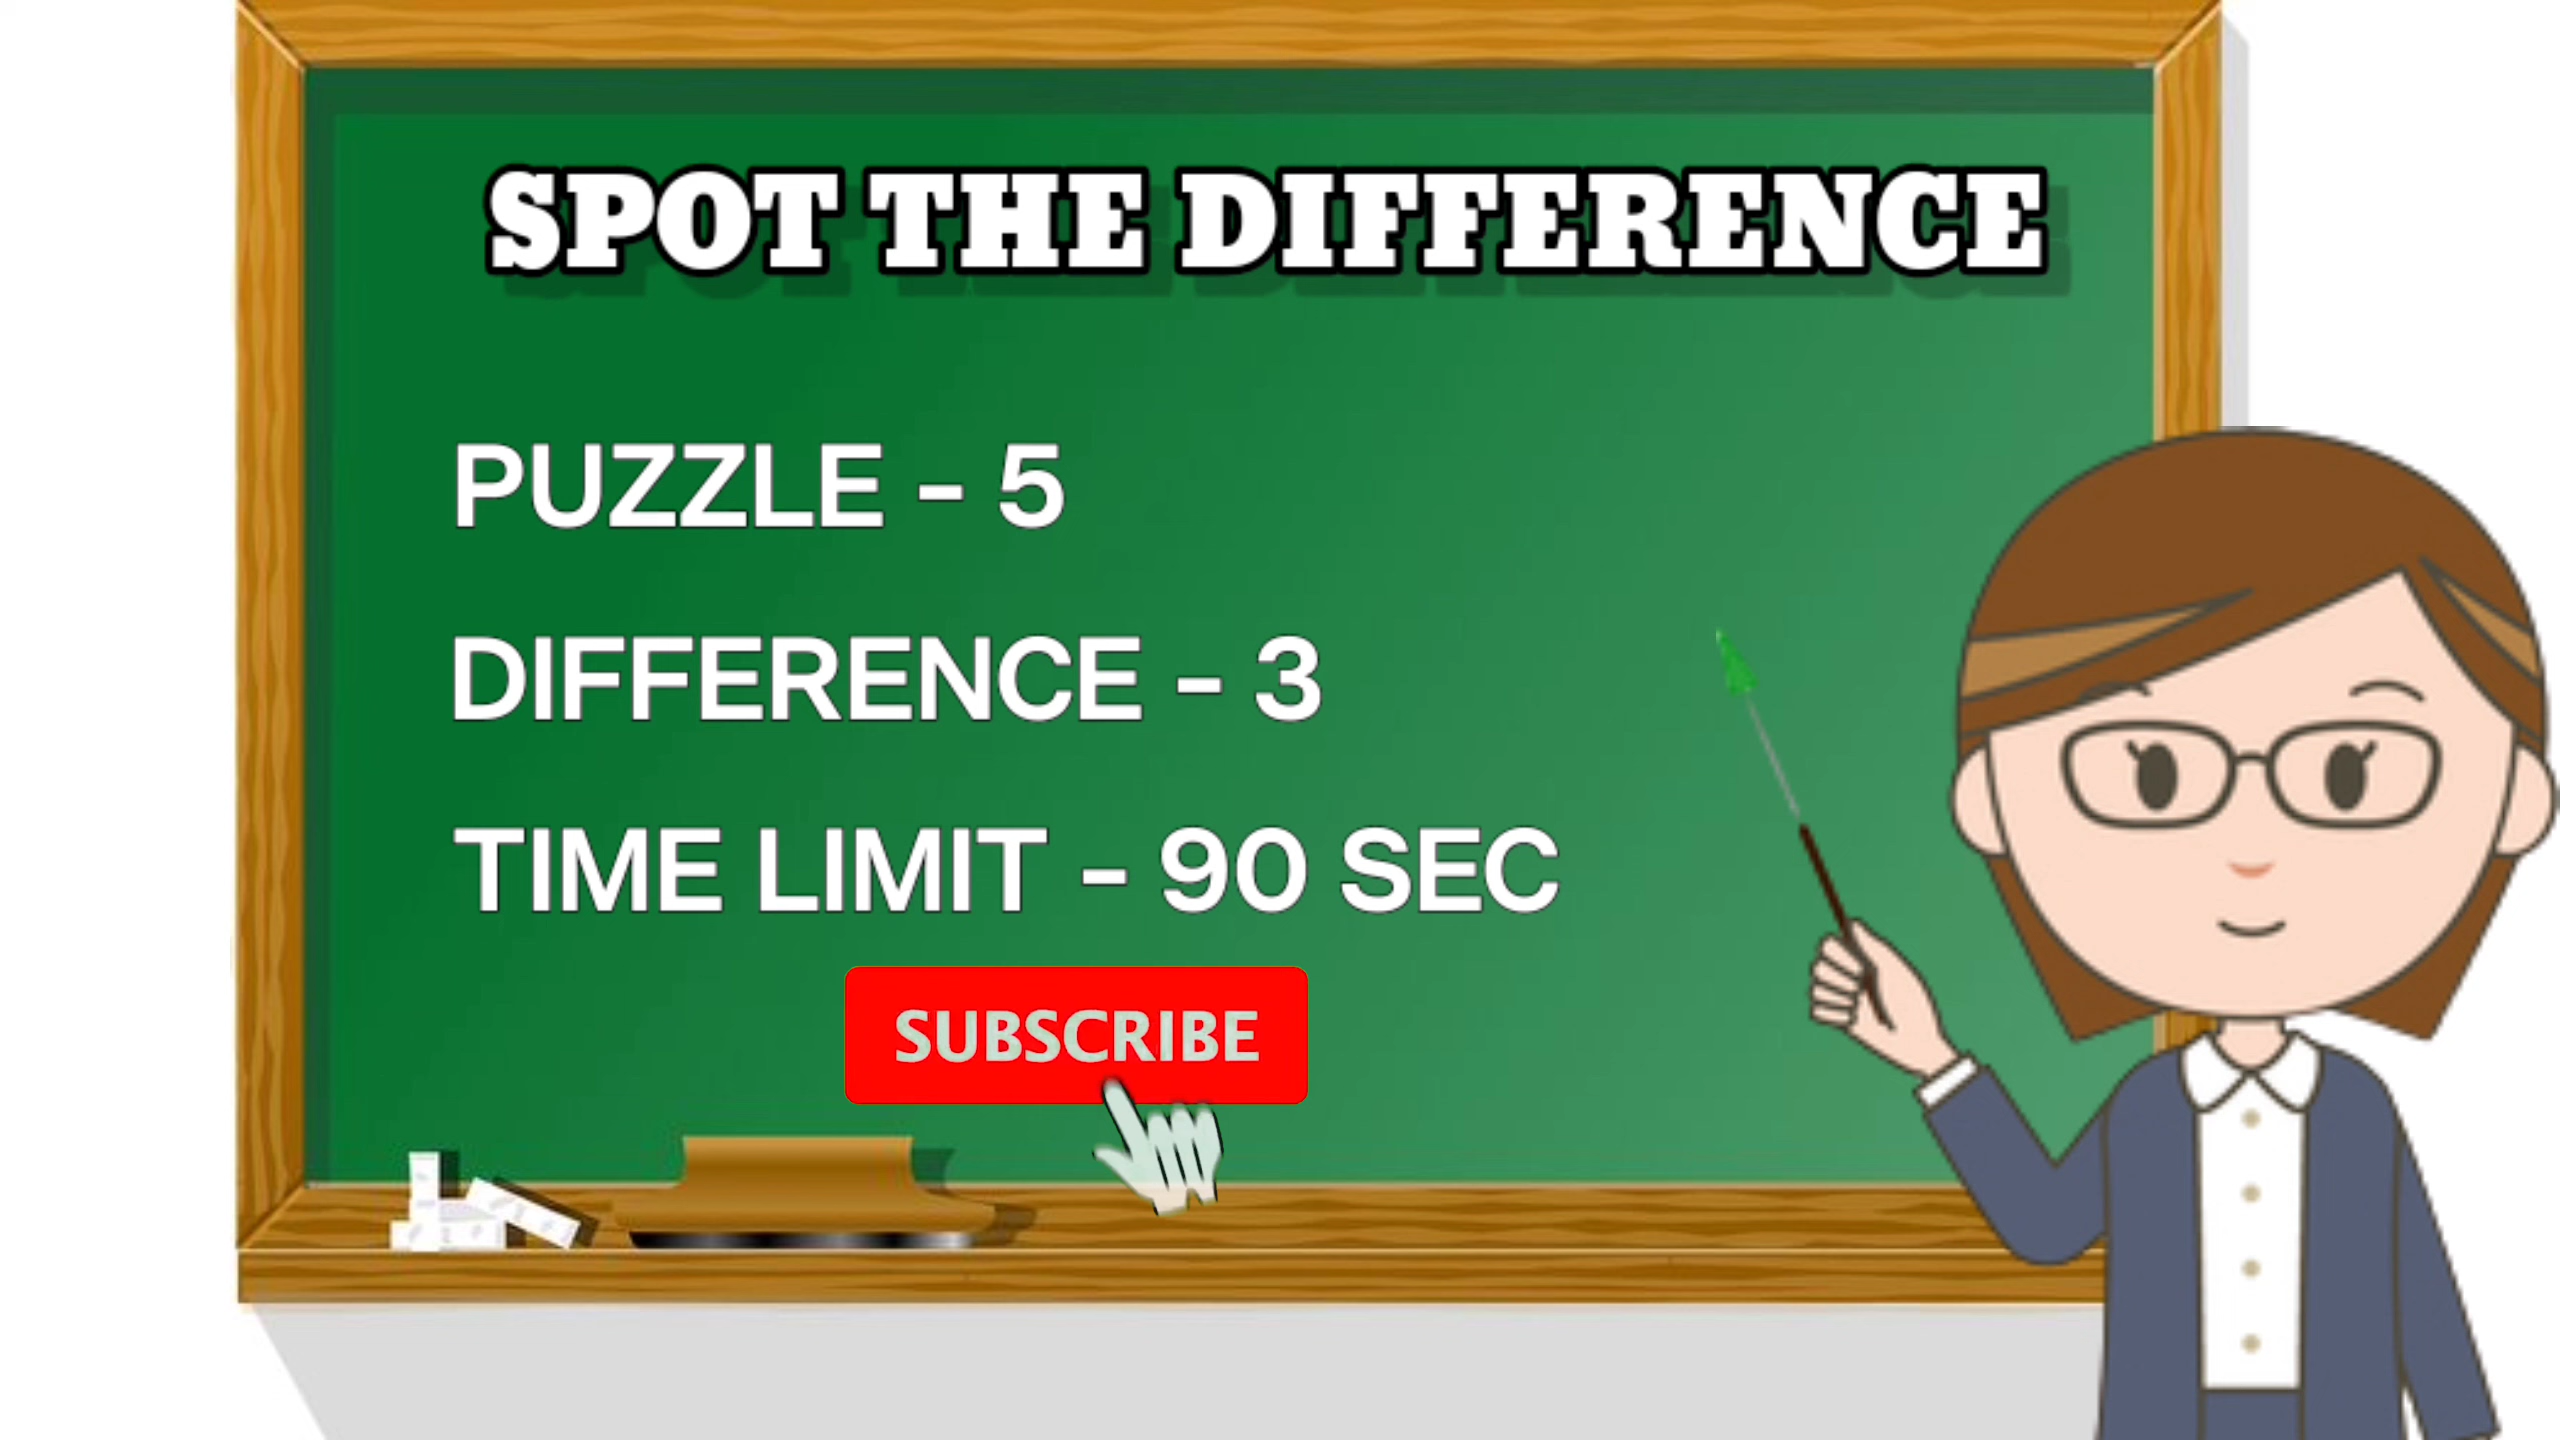 SPOT THE DIFFERENCE
PUZZLE - 5
DIFFERENCE - 3
TIME LIMIT - 90 SEC
SUBSCRIBE